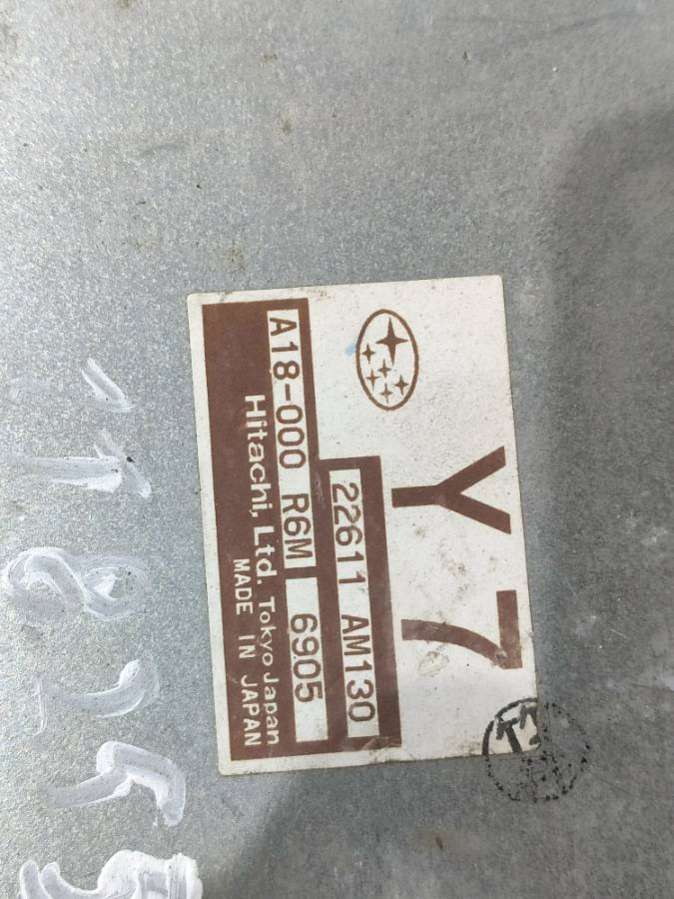 Y7
22611 AM130
A18-000 R6M 6905
Hitachi, Ltd. Tokyo Japan
MADE IN JAPAN